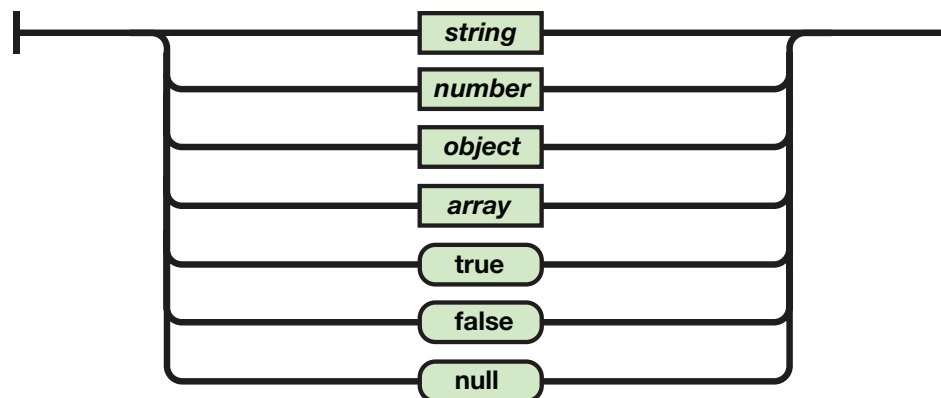 string
number
object
array
true
false
null